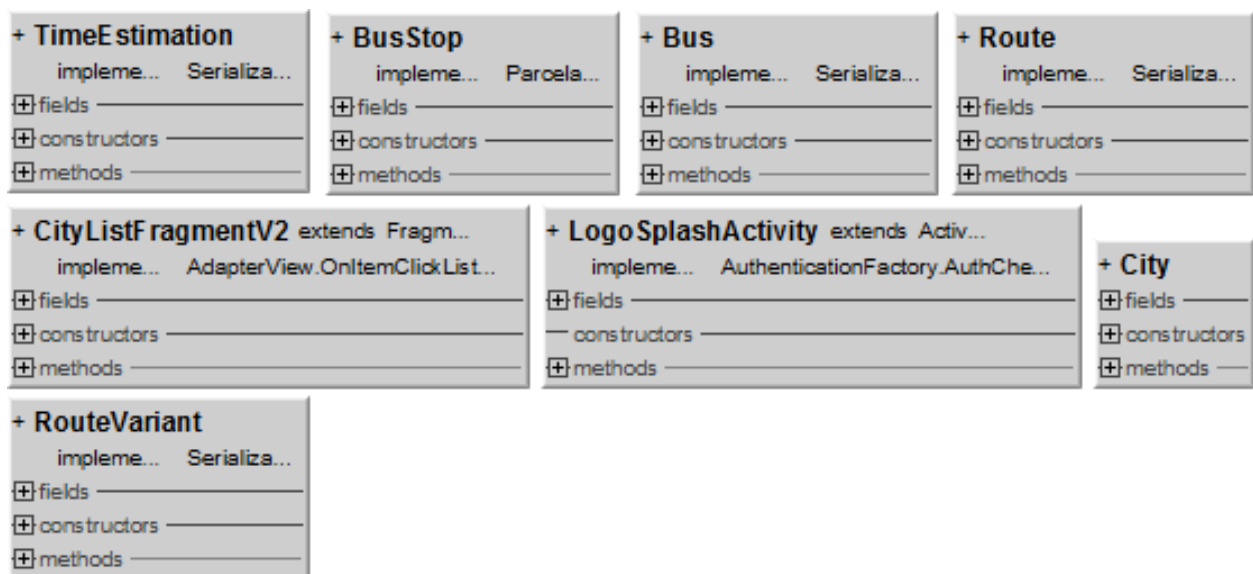 + TimeEstimation
impleme... Serializa...
fields
constructors
methods
+ BusStop
impleme... Parcela...
fields
constructors
methods
+ Bus
impleme... Serializa...
fields
constructors
methods
+ Route
impleme... Serializa...
fields
constructors
methods
+ CityListFragmentV2 extends Fragm...
impleme... AdapterView.OnItemClickList...
fields
constructors
methods
+ LogoSplashActivity extends Activ...
impleme... AuthenticationFactory.AuthChe...
fields
constructors
methods
+ City
fields
constructors
methods
+ RouteVariant
impleme... Serializa...
fields
constructors
methods